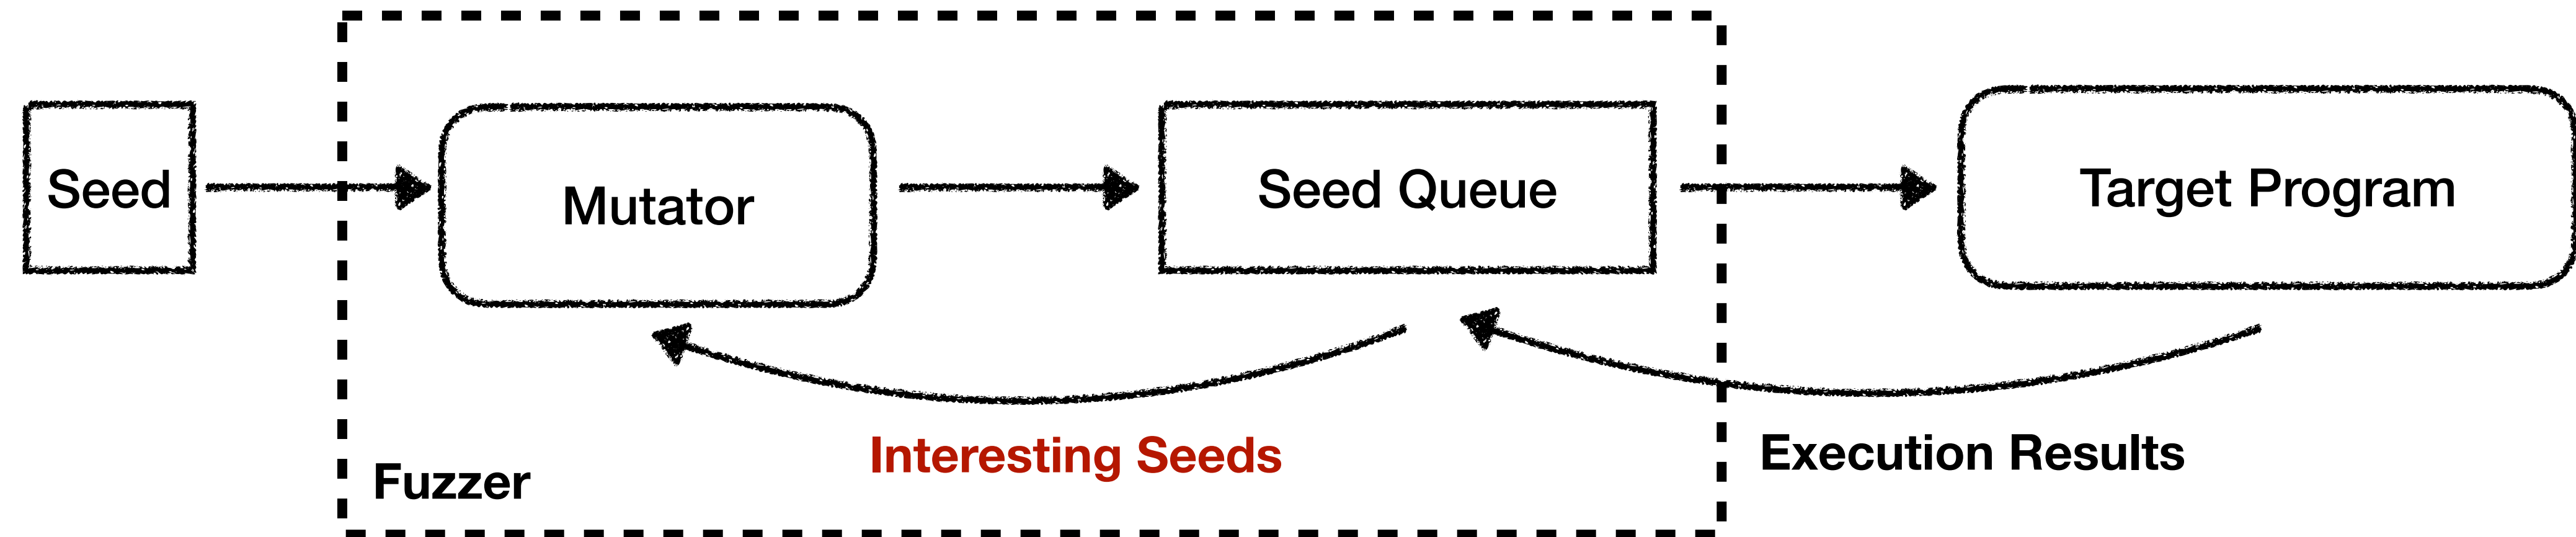 Seed
Mutator
Seed Queue
Target Program
Interesting Seeds
Execution Results
Fuzzer